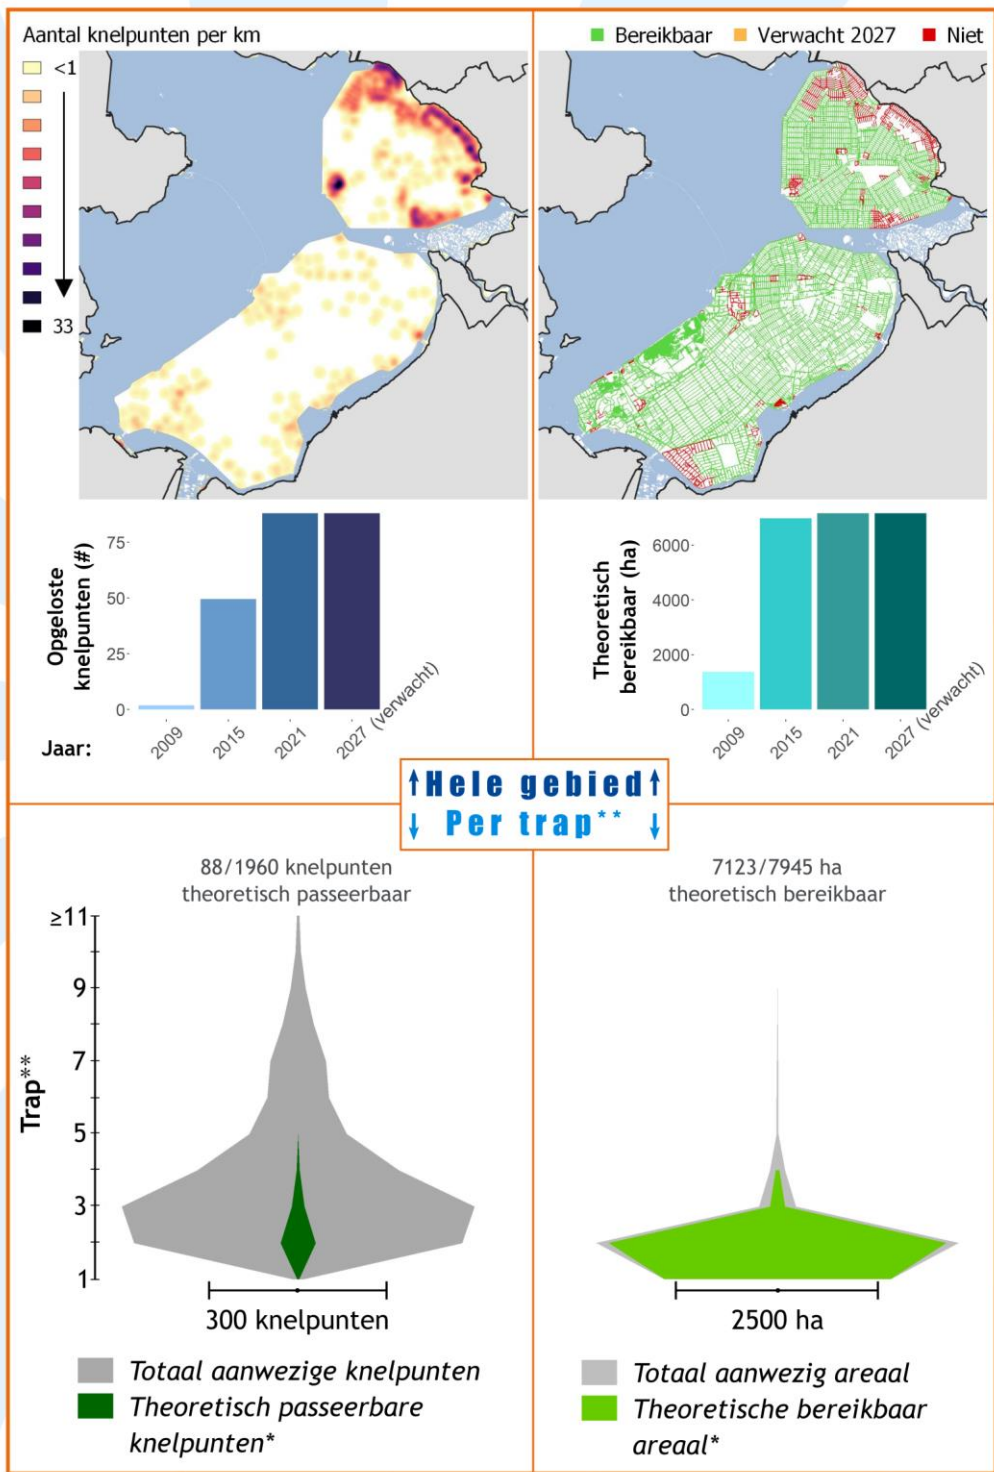 Aantal knelpunten per km
<1
33
Bereikbaar Verwacht 2027 Niet
Opgeloste
knelpunten (#)
75
50
25
0
Jaar:
2009
2015
2021
2027 (verwacht)
Theoretisch
bereikbaar (ha)
6000
4000
2000
0
2009
2015
2021
2027 (verwacht)
↑Hele gebied↑
↓ Per trap** ↓
88/1960 knelpunten
theoretisch passeerbaar
Trap**
≥11
9
7
5
3
1
300 knelpunten
Totaal aanwezige knelpunten
Theoretisch passeerbare
knelpunten*
7123/7945 ha
theoretisch bereikbaar
2500 ha
Totaal aanwezig areaal
Theoretische bereikbaar
areaal*